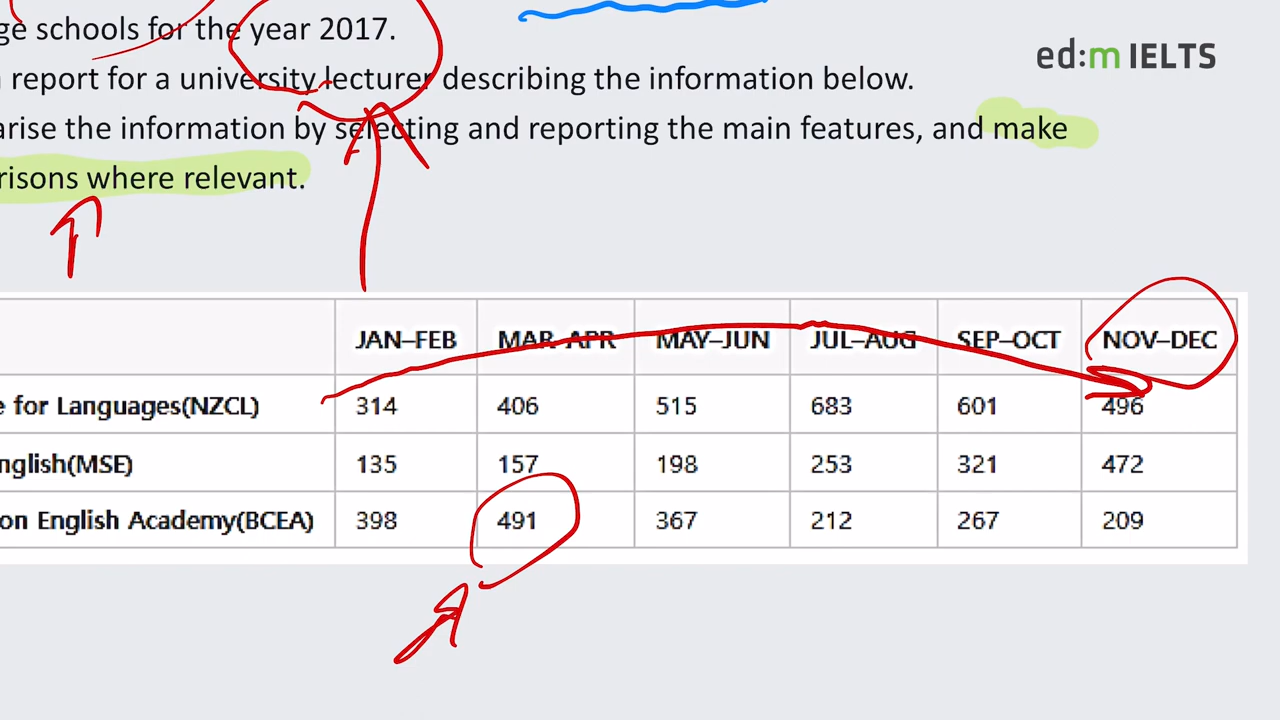 ge schools for the year 2017.
ed:m IELTS
report for a university lecturer describing the information below.
arise the information by selecting and reporting the main features, and make
risons where relevant.
JAN–FEB MAR–APR MAY–JUN JUL–AUG SEP–OCT NOV–DEC
e for Languages(NZCL) 314 406 515 683 601 496
nglish(MSE) 135 157 198 253 321 472
on English Academy(BCEA) 398 491 367 212 267 209